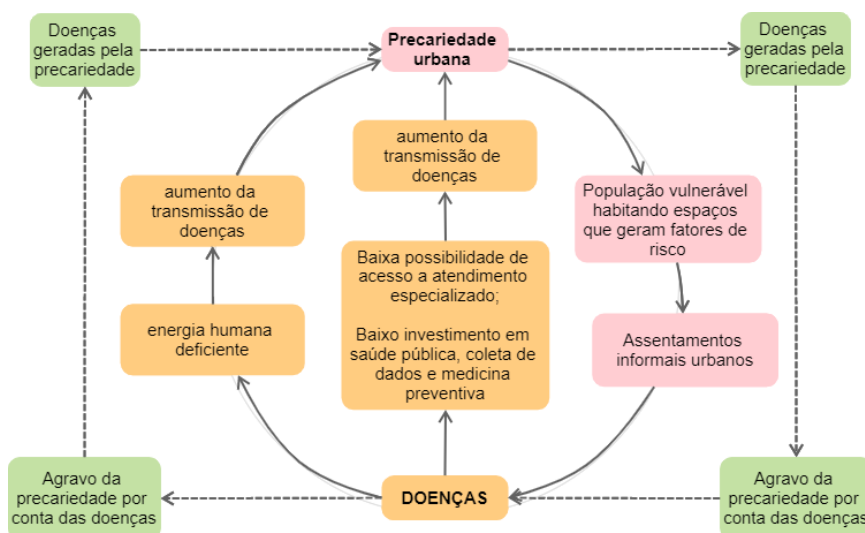 Doenças
geradas pela
precariedade
Precariedade
urbana
Doenças
geradas pela
precariedade
aumento da
transmissão de
doenças
aumento da
transmissão de
doenças
População vulnerável
habitando espaços
que geram fatores de
risco
energia humana
deficiente
Baixa possibilidade de
acesso a atendimento
especializado;
Baixo investimento em
saúde pública, coleta de
dados e medicina
preventiva
Assentamentos
informais urbanos
Agravo da
precariedade por
conta das doenças
DOENÇAS
Agravo da
precariedade por
conta das doenças